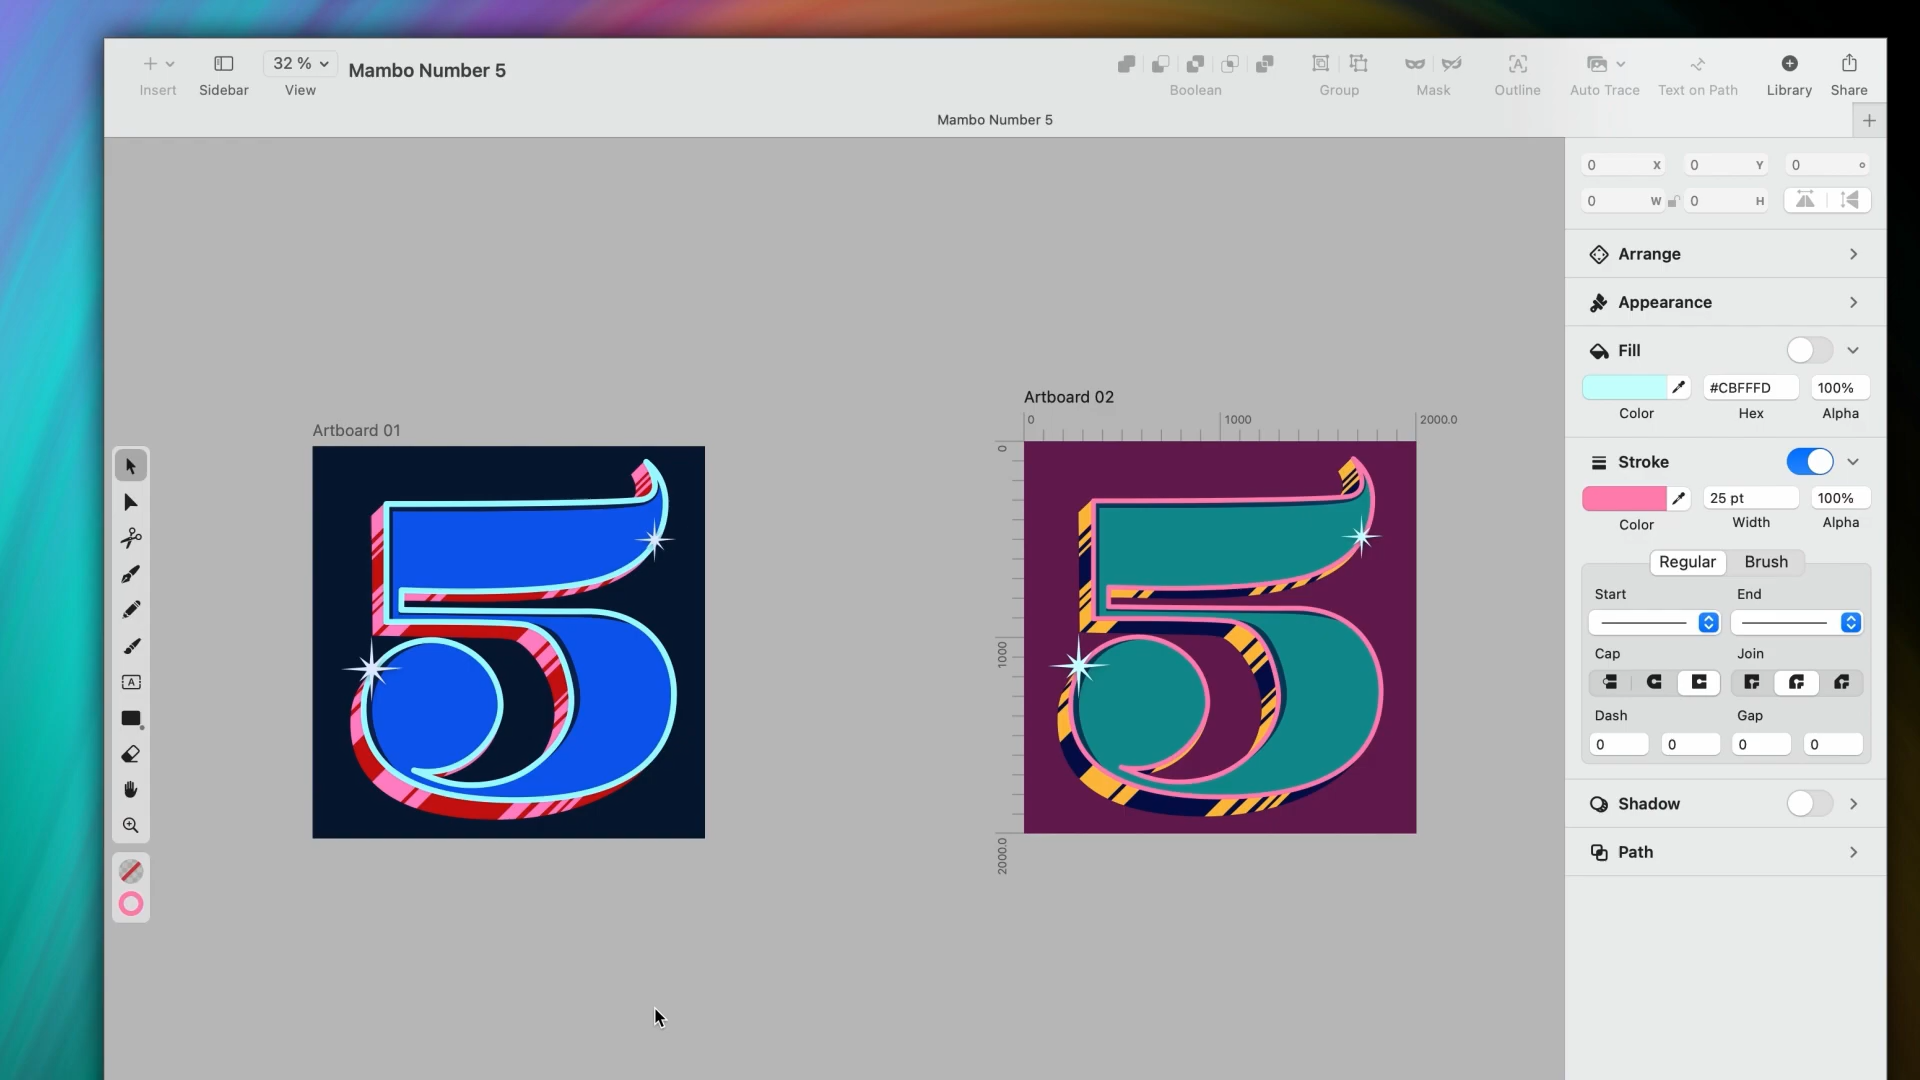 Insert
Sidebar
32 %
View
Mambo Number 5
Boolean
Group
Mask
Outline
Auto Trace
Text on Path
Library
Share
Mambo Number 5
0 X
0 Y
0 °
0 W
0 H
Arrange
Appearance
Fill
#CBFFFD
100%
Color
Hex
Alpha
Stroke
25 pt
100%
Color
Width
Alpha
Regular
Brush
Start
End
Cap
Join
Dash
Gap
0
0
0
0
Shadow
Path
Artboard 01
5
Artboard 02
0
1000
2000.0
0
1000
2000.0
5
A